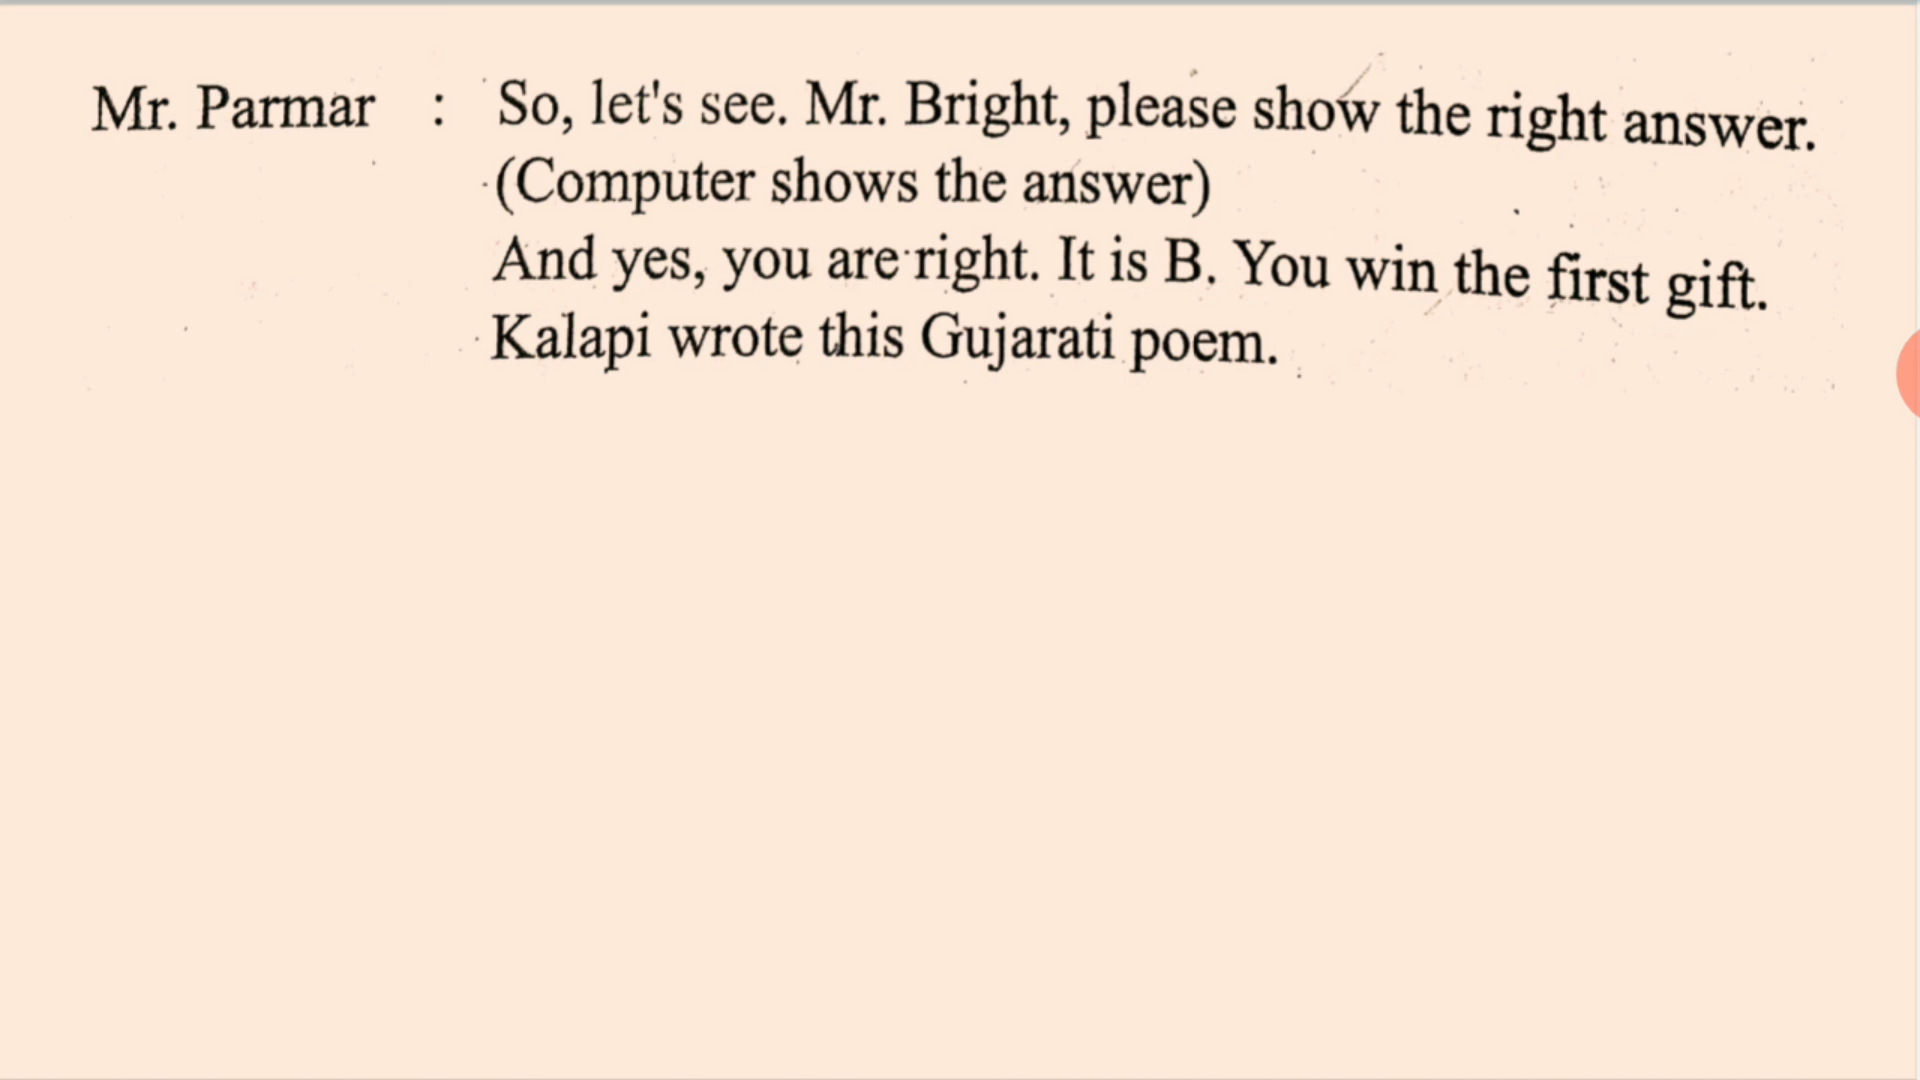 Mr. Parmar : So, let's see. Mr. Bright, please show the right answer.
(Computer shows the answer)
And yes, you are right. It is B. You win the first gift.
Kalapi wrote this Gujarati poem.